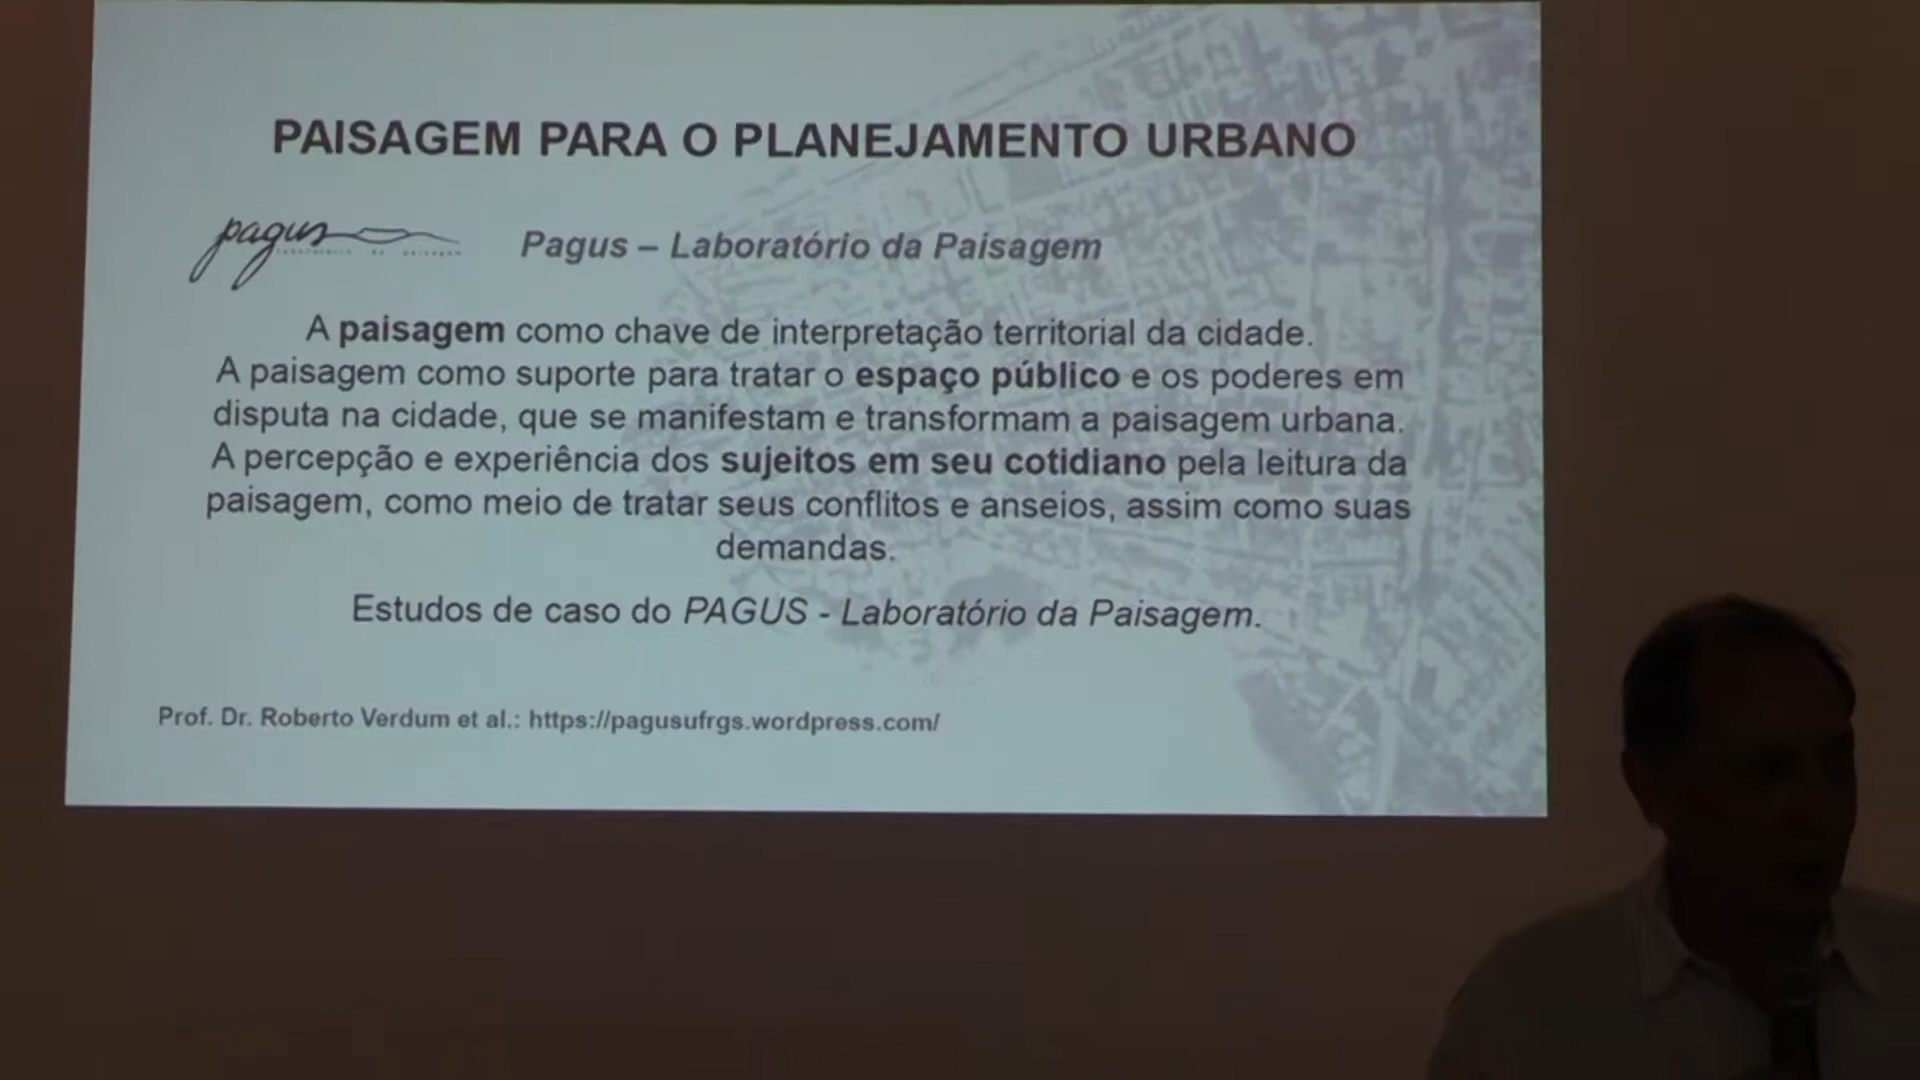 PAISAGEM PARA O PLANEJAMENTO URBANO
pagus
Pagus – Laboratório da Paisagem
A paisagem como chave de interpretação territorial da cidade.
A paisagem como suporte para tratar o espaço público e os poderes em
disputa na cidade, que se manifestam e transformam a paisagem urbana.
A percepção e experiência dos sujeitos em seu cotidiano pela leitura da
paisagem, como meio de tratar seus conflitos e anseios, assim como suas
demandas.
Estudos de caso do PAGUS - Laboratório da Paisagem.
Prof. Dr. Roberto Verdum et al.: https://pagusufrgs.wordpress.com/